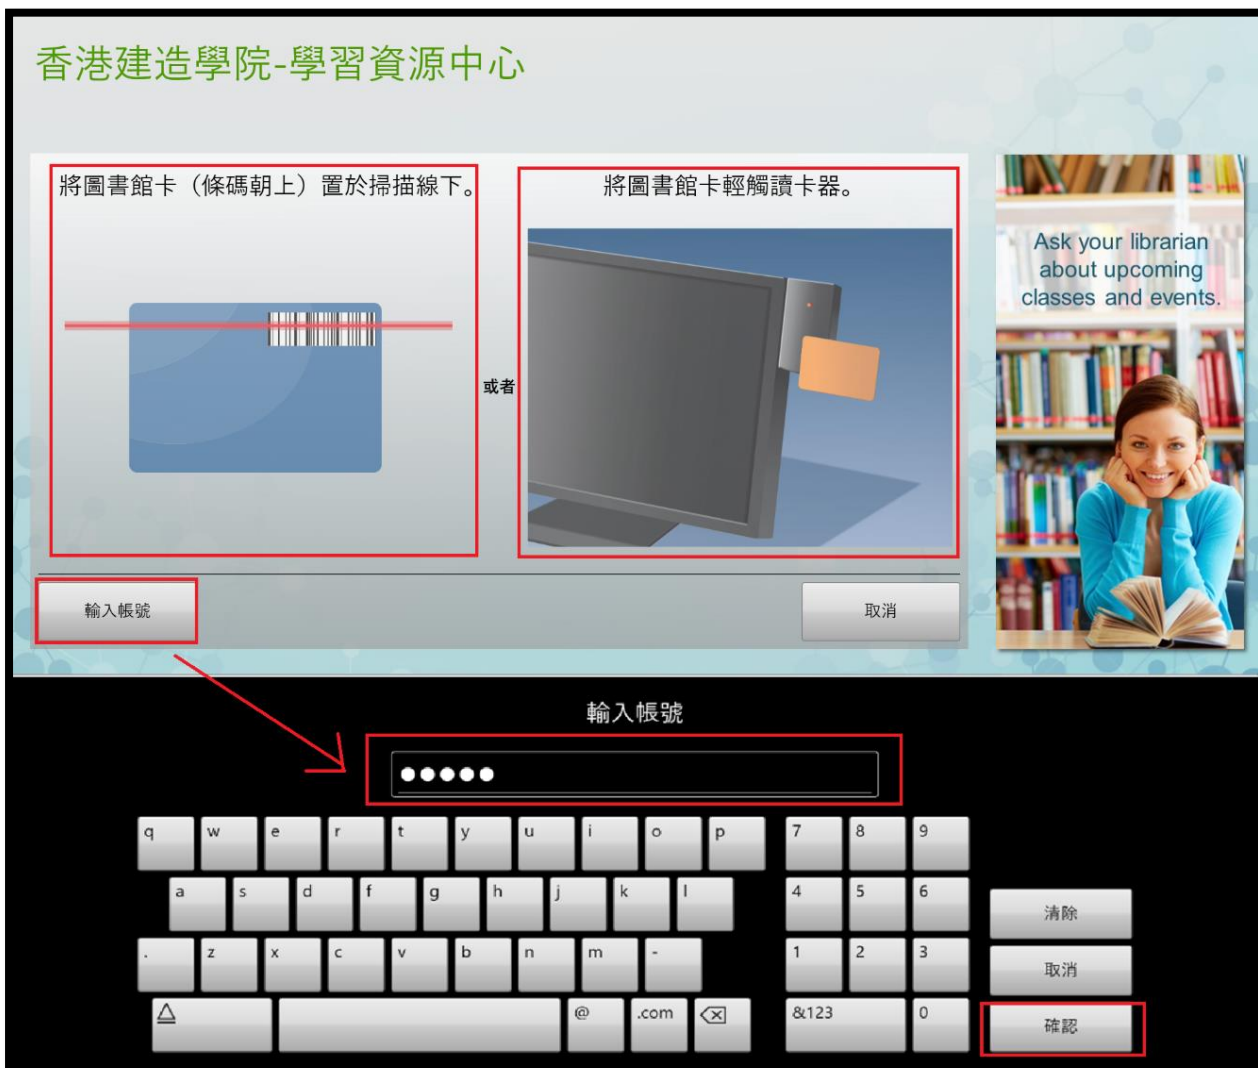 香港建造學院-學習資源中心
將圖書館卡（條碼朝上）置於掃描線下。
或者
將圖書館卡輕觸讀卡器。
Ask your librarian
about upcoming
classes and events.
輸入帳號
取消
輸入帳號
●●●●●
q w e r t y u i o p 7 8 9
a s d f g h j k l 4 5 6
清除
. z x c v b n m - 1 2 3
取消
@ .com &123 0
確認